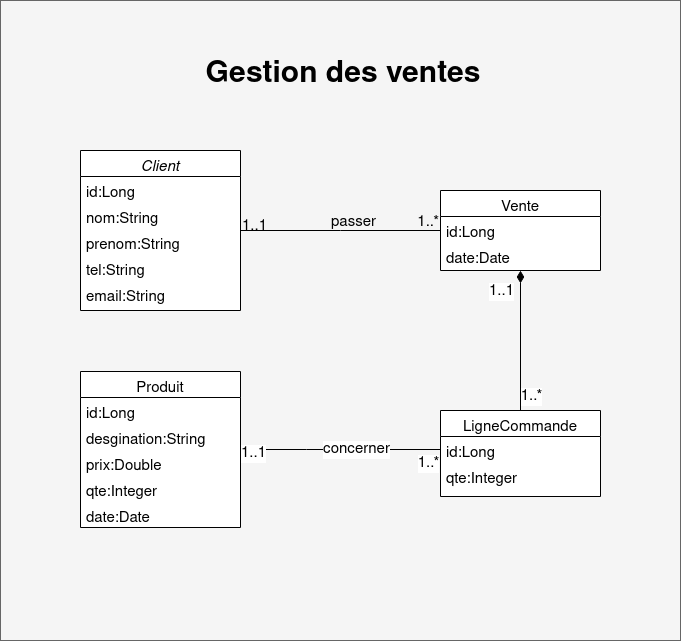 Gestion des ventes
Client
id:Long
nom:String
prenom:String
tel:String
email:String
1..1
passer
1..*
Vente
id:Long
date:Date
1..1
1..*
Produit
id:Long
desgination:String
prix:Double
qte:Integer
date:Date
1..1
concerner
1..*
LigneCommande
id:Long
qte:Integer